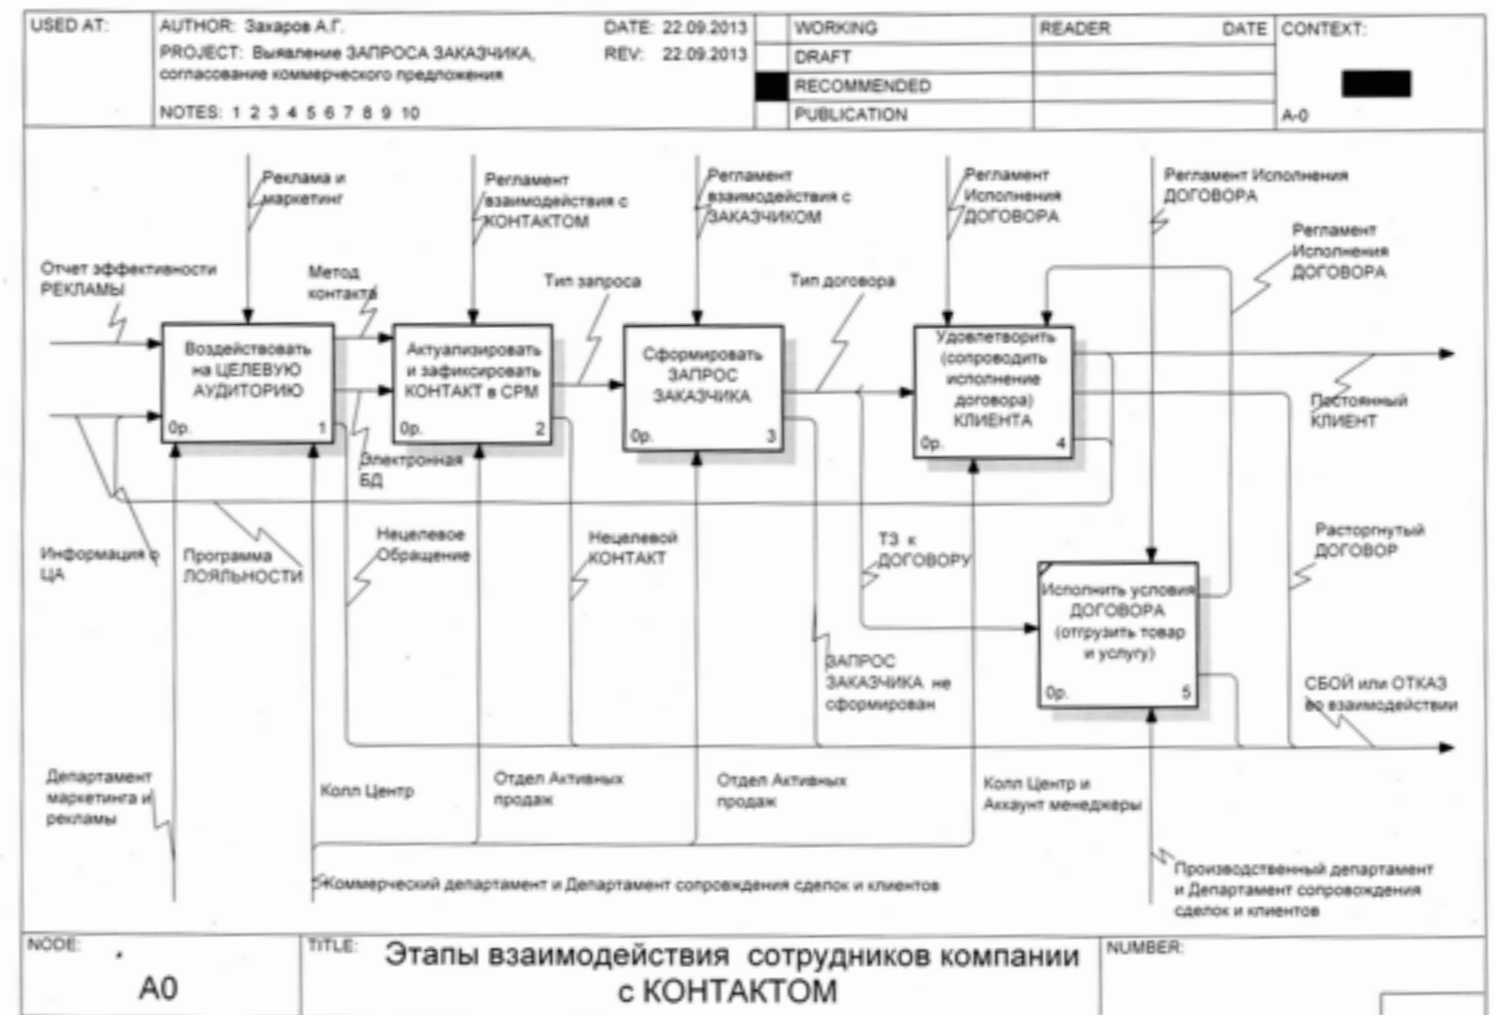 USED AT:
AUTHOR: Захаров А.Г.
DATE: 22.09.2013
PROJECT: Выявление ЗАПРОСА ЗАКАЗЧИКА,
REV: 22.09.2013
согласование коммерческого предложения
NOTES: 1 2 3 4 5 6 7 8 9 10
WORKING
DRAFT
RECOMMENDED
PUBLICATION
READER
DATE
CONTEXT:
A-0
Реклама и
маркетинг
Регламент
взаимодействия с
КОНТАКТОМ
Регламент
взаимодействия с
ЗАКАЗЧИКОМ
Регламент
Исполнения
ДОГОВОРА
Регламент Исполнения
ДОГОВОРА
Регламент
Исполнения
ДОГОВОРА
Отчет эффективности
РЕКЛАМЫ
Метод
контакта
Тип запроса
Тип договора
Воздействовать
на ЦЕЛЕВУЮ
АУДИТОРИЮ
0р.
1
Актуализировать
и зафиксировать
КОНТАКТ в СРМ
0р.
2
Сформировать
ЗАПРОС
ЗАКАЗЧИКА
0р.
3
Удовлетворить
(сопроводить
исполнение
договора)
КЛИЕНТА
0р.
4
Постоянный
КЛИЕНТ
Электронная
БД
Информация о
ЦА
Программа
ЛОЯЛЬНОСТИ
Нецелевое
Обращение
Нецелевой
КОНТАКТ
ТЗ к
ДОГОВОРУ
Расторгнутый
ДОГОВОР
Исполнить условия
ДОГОВОРА
(отгрузить товар
и услугу)
0р.
5
ЗАПРОС
ЗАКАЗЧИКА не
сформирован
СБОЙ или ОТКАЗ
во взаимодействии
Департамент
маркетинга и
рекламы
Колл Центр
Отдел Активных
продаж
Отдел Активных
продаж
Колл Центр и
Аккаунт менеджеры
Коммерческий департамент и Департамент сопровждения сделок и клиентов
Производственный департамент
и Департамент сопровождения
сделок и клиентов
NODE:
A0
TITLE:
Этапы взаимодействия сотрудников компании
с КОНТАКТОМ
NUMBER: